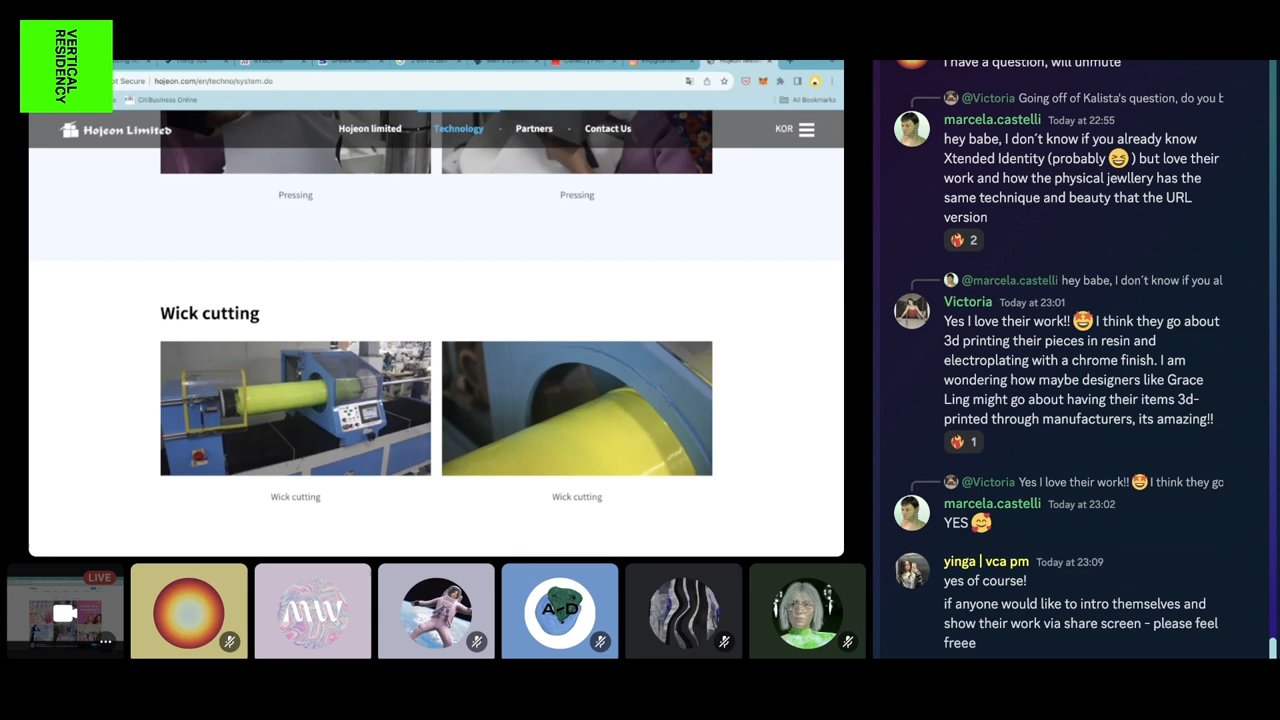 VERTICAL
RESIDENCY
ot Secure | hojeon.com/en/techno/system.do
Citi/Business Online
All Bookmarks
Hojeon Limited
Hojeon limited · Technology · Partners · Contact Us
KOR
Pressing
Pressing
Wick cutting
Wick cutting
Wick cutting
LIVE
MW
A-D
I have a question, will unmute
@Victoria Going off of Kalista's question, do you b
marcela.castelli Today at 22:55
hey babe, I don´t know if you already know
Xtended Identity (probably 😆 ) but love their
work and how the physical jewllery has the
same technique and beauty that the URL
version
2
@marcela.castelli hey babe, I don´t know if you al
Victoria Today at 23:01
Yes I love their work!! 🤩 I think they go about
3d printing their pieces in resin and
electroplating with a chrome finish. I am
wondering how maybe designers like Grace
Ling might go about having their items 3d-
printed through manufacturers, its amazing!!
1
@Victoria Yes I love their work!! 🤩 I think they go
marcela.castelli Today at 23:02
YES 🥰
yinga | vca pm Today at 23:09
yes of course!
if anyone would like to intro themselves and
show their work via share screen - please feel
freee